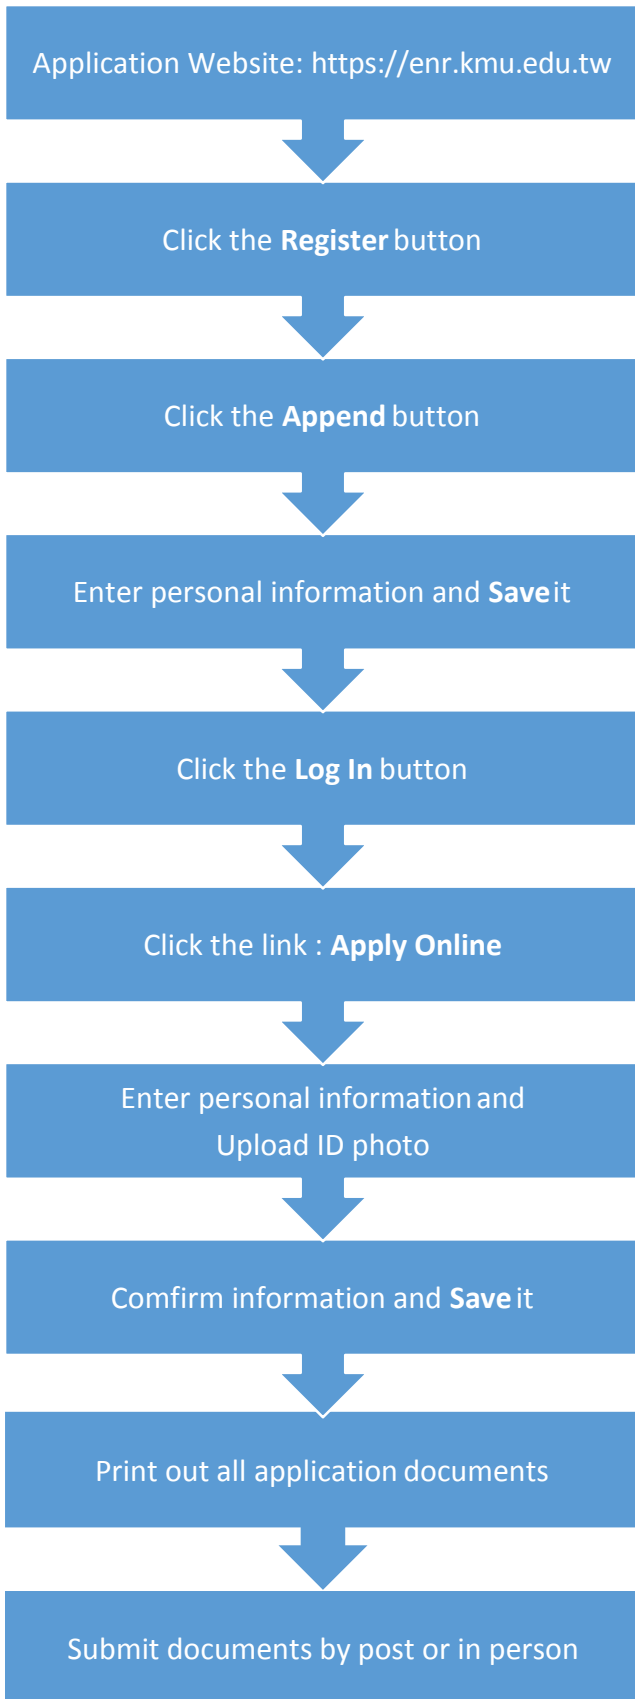 Application Website: https://enr.kmu.edu.tw
Click the Register button
Click the Append button
Enter personal information and Save it
Click the Log In button
Click the link : Apply Online
Enter personal information and
Upload ID photo
Comfirm information and Save it
Print out all application documents
Submit documents by post or in person